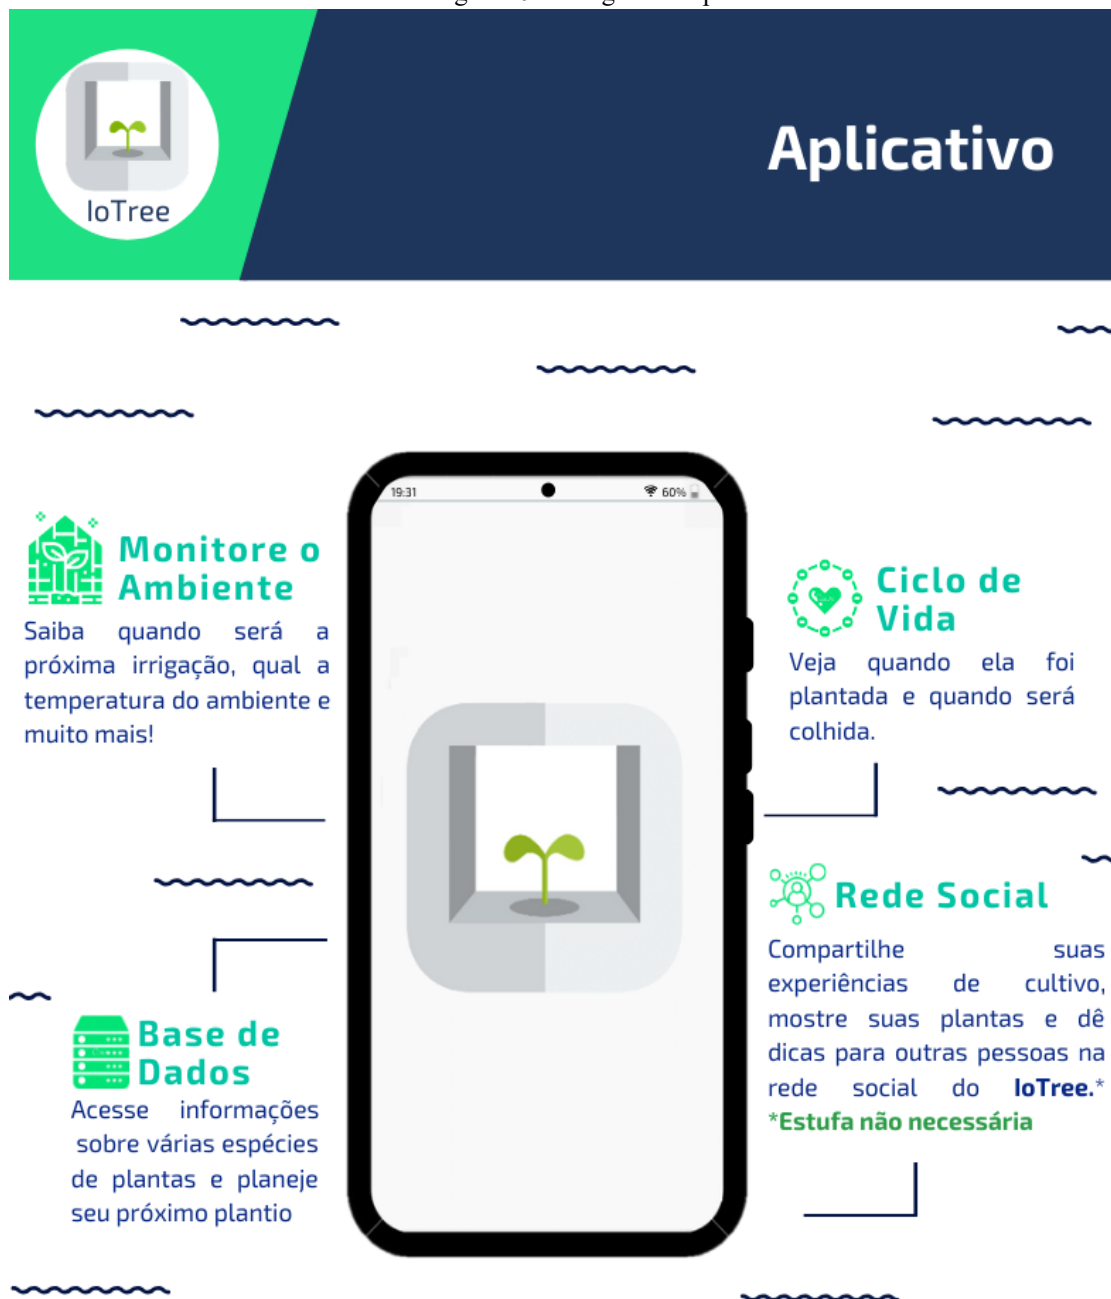 IoTree
Aplicativo
19:31
60%
Monitore o
Ambiente
Saiba quando será a
próxima irrigação, qual a
temperatura do ambiente e
muito mais!
Ciclo de
Vida
Veja quando ela foi
plantada e quando será
colhida.
Base de
Dados
Acesse informações
sobre várias espécies
de plantas e planeje
seu próximo plantio
Rede Social
Compartilhe suas
experiências de cultivo,
mostre suas plantas e dê
dicas para outras pessoas na
rede social do IoTree.*
*Estufa não necessária